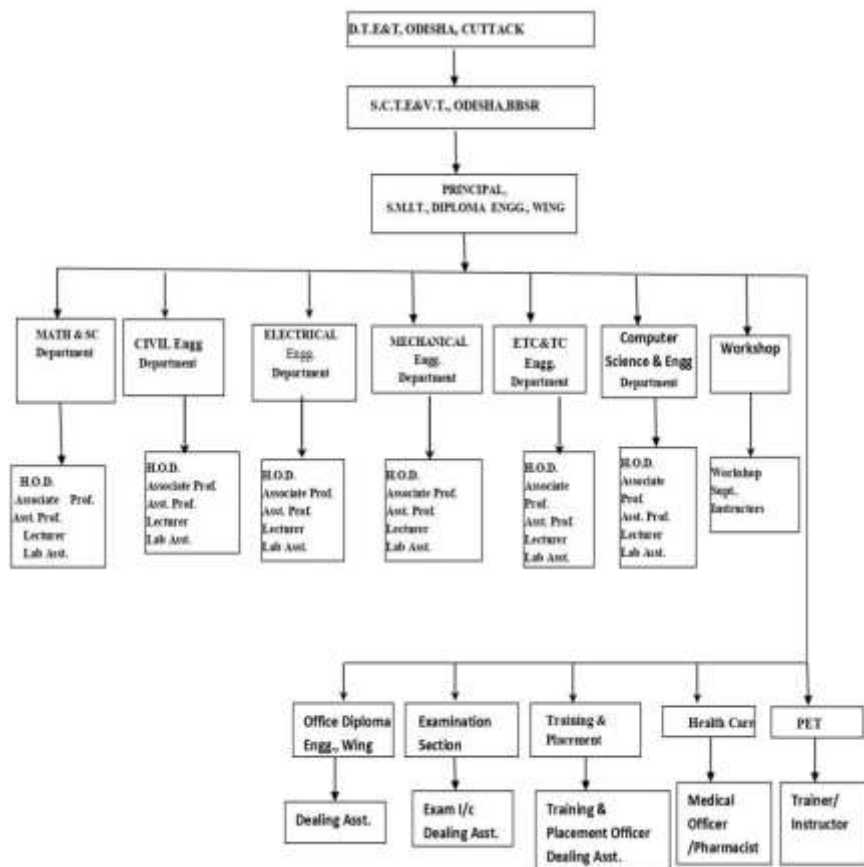 D.T.E&T, ODISHA, CUTTACK
S.C.T.E&V.T., ODISHA,BBSR
PRINCIPAL,
S.M.I.T., DIPLOMA ENGG., WING
MATH & SC
Department
CIVIL Engg
Department
ELECTRICAL
Engg.
Department
MECHANICAL
Engg.
Department
ETC&TC
Engg.
Department
Computer
Science & Engg
Department
Workshop
H.O.D.
Associate Prof.
Asst. Prof.
Lecturer
Lab Asst.
H.O.D.
Associate Prof.
Asst. Prof.
Lecturer
Lab Asst.
H.O.D.
Associate Prof.
Asst. Prof.
Lecturer
Lab Asst.
H.O.D.
Associate Prof.
Asst. Prof.
Lecturer
Lab Asst.
H.O.D.
Associate
Prof.
Asst. Prof
Lecturer
Lab Asst.
H.O.D.
Associate
Prof.
Asst. Prof.
Lecturer
Lab Asst.
Workshop
Supt.,
Instructors
Office Diploma
Engg., Wing
Examination
Section
Training &
Placement
Health Care
PET
Dealing Asst.
Exam I/c
Dealing Asst.
Training &
Placement Officer
Dealing Asst.
Medical
Officer
/Pharmacist
Trainer/
Instructor